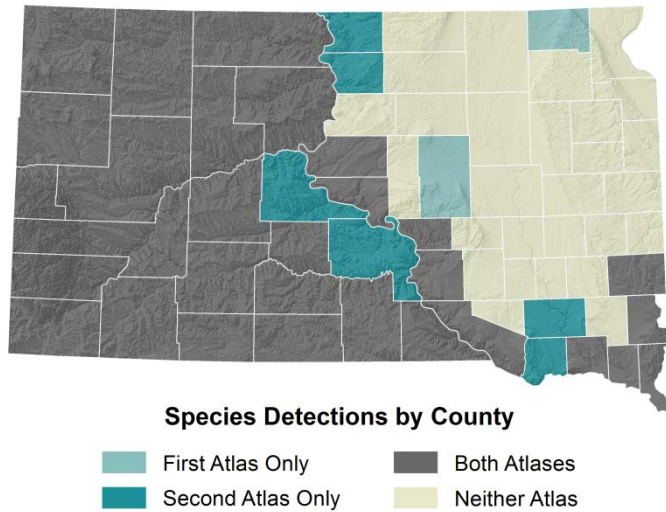 Species Detections by County
First Atlas Only
Both Atlases
Second Atlas Only
Neither Atlas